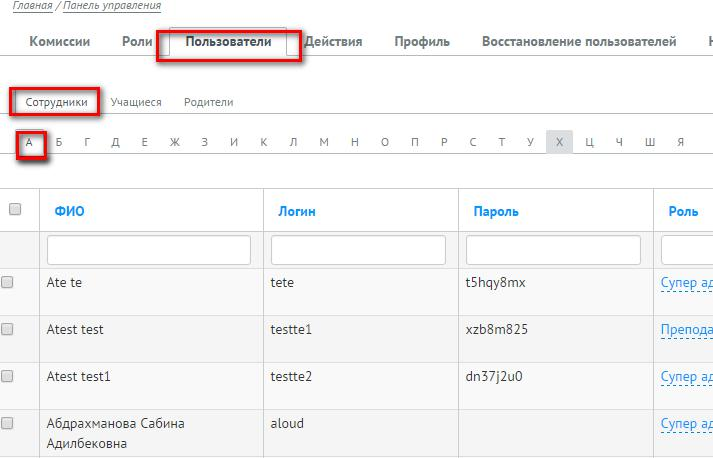 Главная / Панель управления
Комиссии Роли Пользователи Действия Профиль Восстановление пользователей
Сотрудники Учащиеся Родители
А Б Г Д Е Ж З И К Л М Н О П Р С Т У Х Ц Ч Ш Я
ФИО Логин Пароль Роль
Ate te tete t5hqy8mx Супер ад
Atest test testte1 xzb8m825 Препода
Atest test1 testte2 dn37j2u0 Супер ад
Абдрахманова Сабина aloud Супер ад
Адилбековна